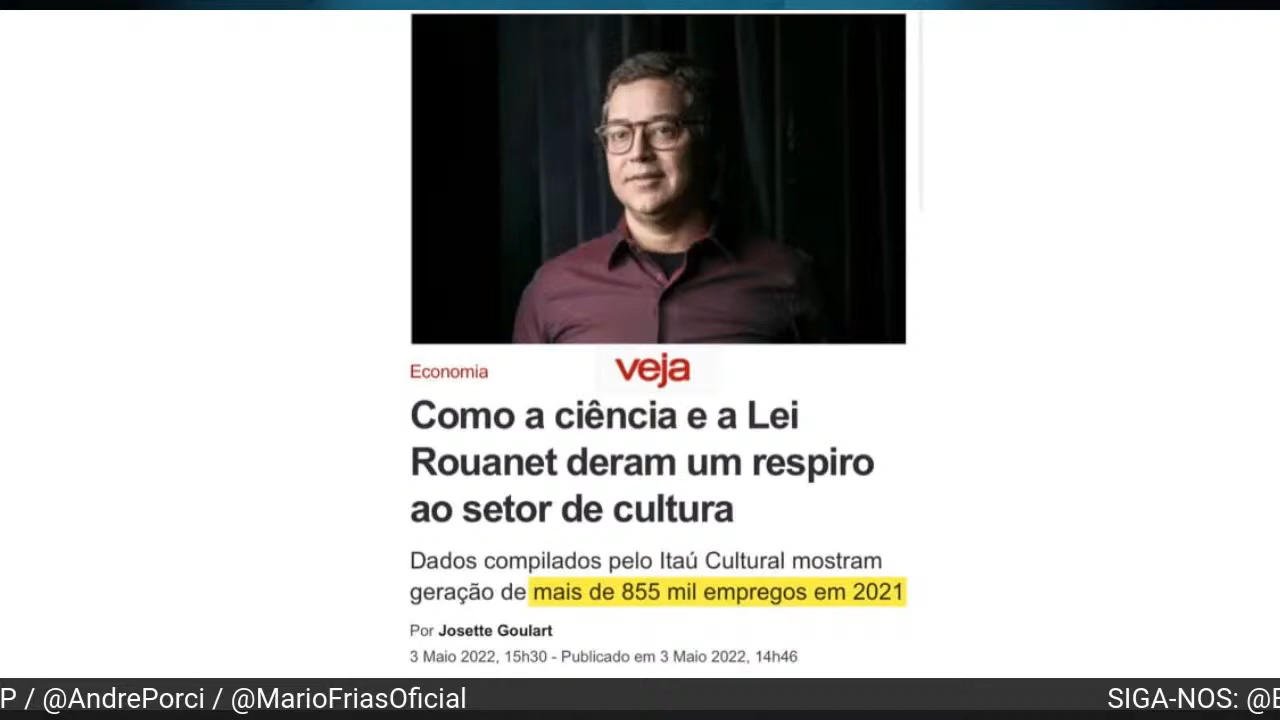 Economia
veja
Como a ciência e a Lei
Rouanet deram um respiro
ao setor de cultura
Dados compilados pelo Itaú Cultural mostram
geração de mais de 855 mil empregos em 2021
Por Josette Goulart
3 Maio 2022, 15h30 - Publicado em 3 Maio 2022, 14h46
P / @AndrePorci / @MarioFriasOficial
SIGA-NOS: @